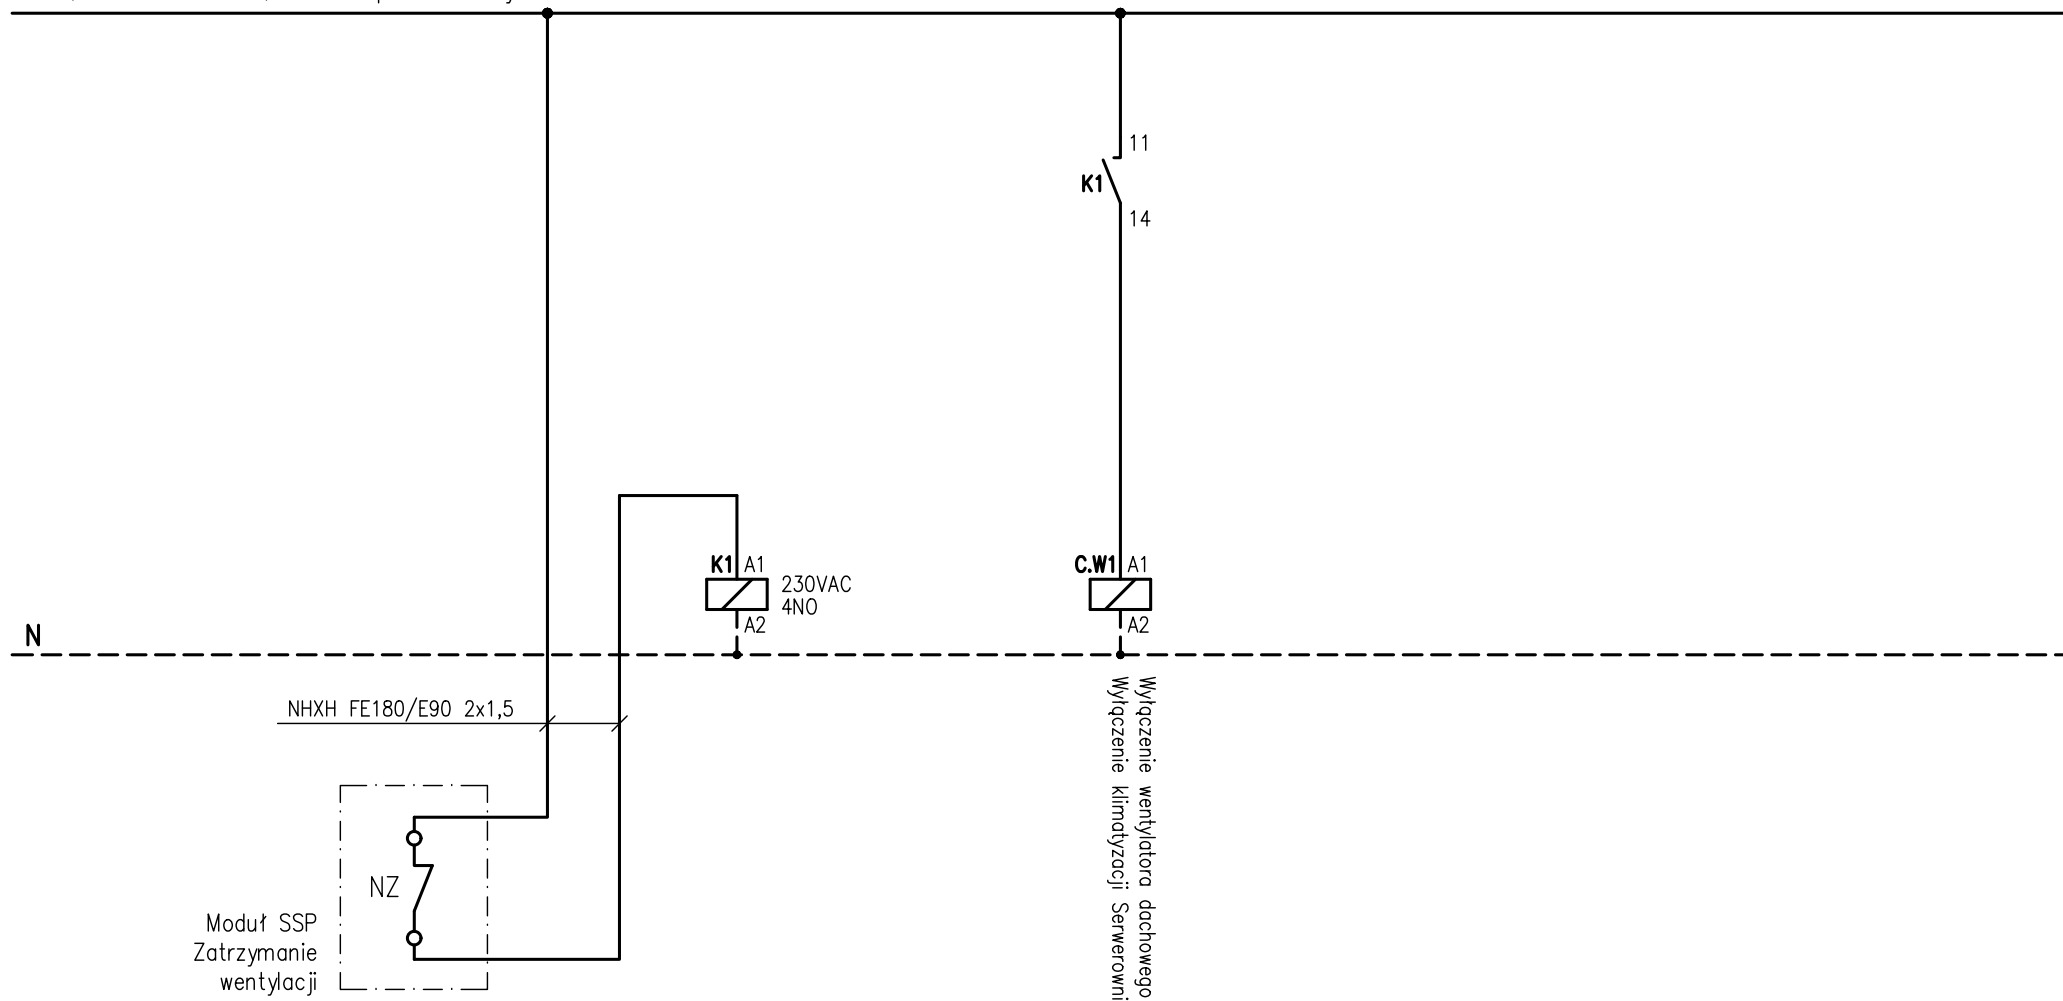 11
K1
14
K1 A1
230VAC
4NO
A2
C.W1 A1
A2
N
NHXH FE180/E90 2x1,5
NZ
Moduł SSP
Zatrzymanie
wentylacji
Wyłączenie wentylatora dachowego
Wyłączenie klimatyzacji Serwerowni